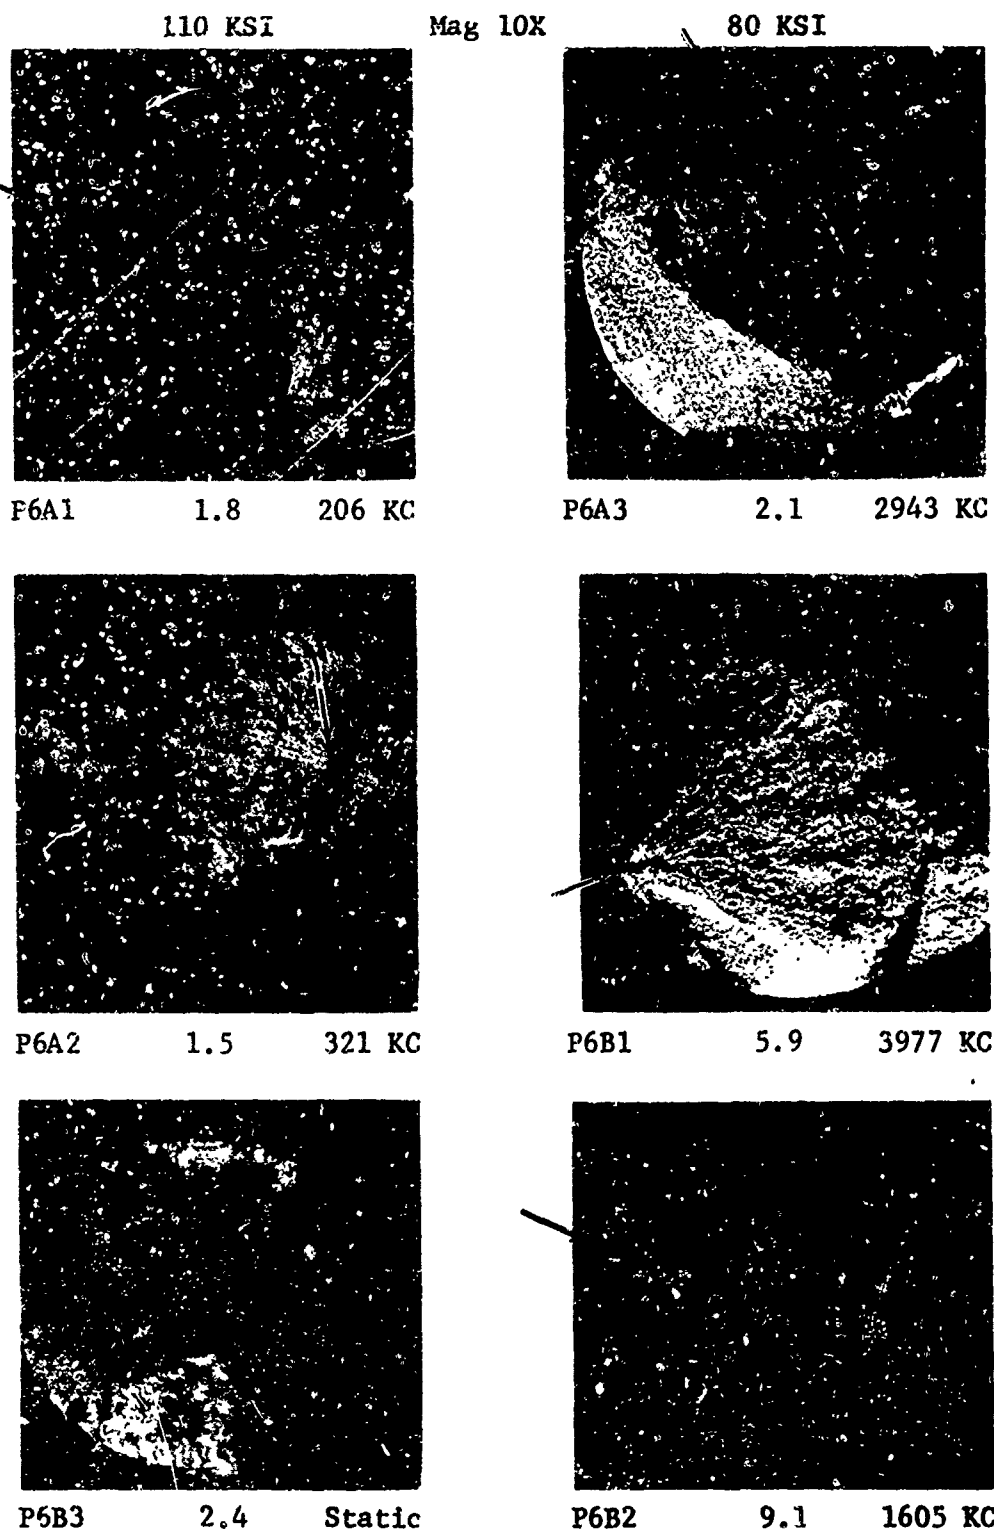 110 KSI Mag 10X 80 KSI
P6A1 1.8 206 KC
P6A3 2.1 2943 KC
P6A2 1.5 321 KC
P6B1 5.9 3977 KC
P6B3 2.4 Static
P6B2 9.1 1605 KC